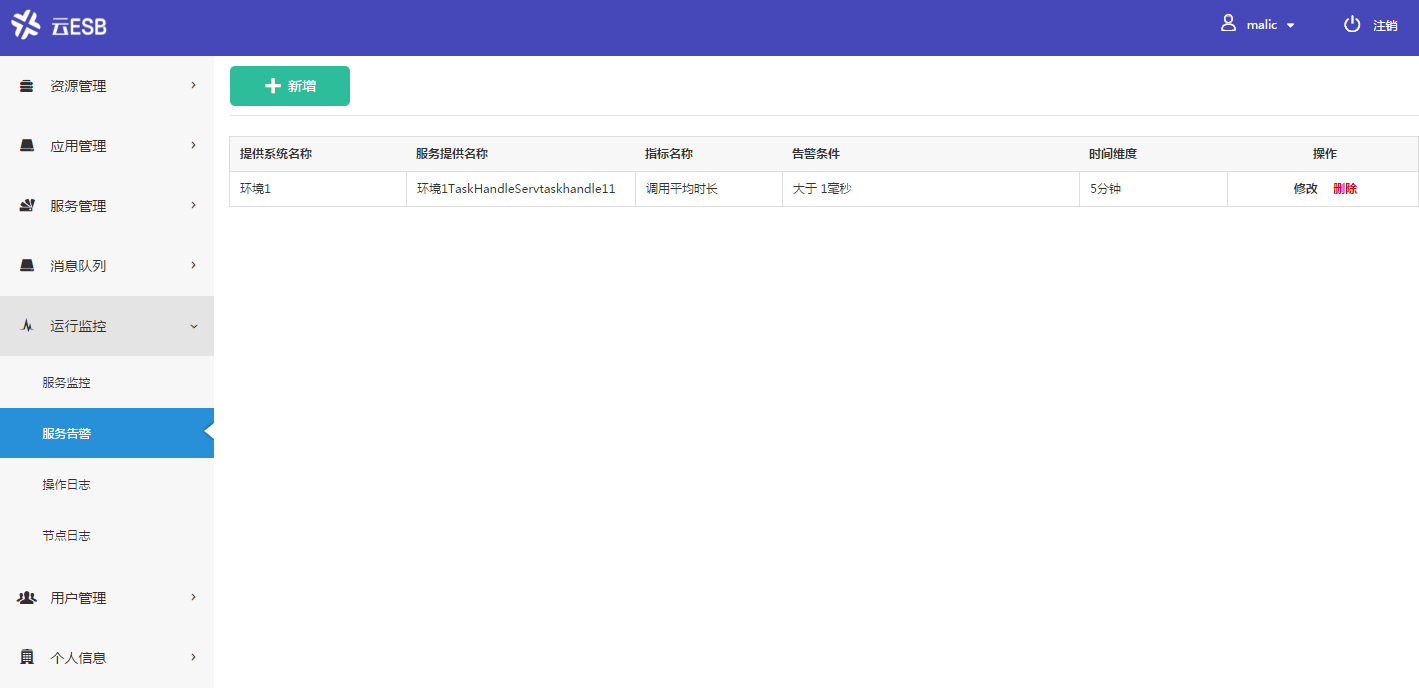 云ESB
malic
注销
资源管理
应用管理
服务管理
消息队列
运行监控
服务监控
服务告警
操作日志
节点日志
用户管理
个人信息
新增
提供系统名称 服务提供名称 指标名称 告警条件 时间维度 操作
环境1 环境1TaskHandleServtaskhandle11 调用平均时长 大于 1毫秒 5分钟 修改 删除